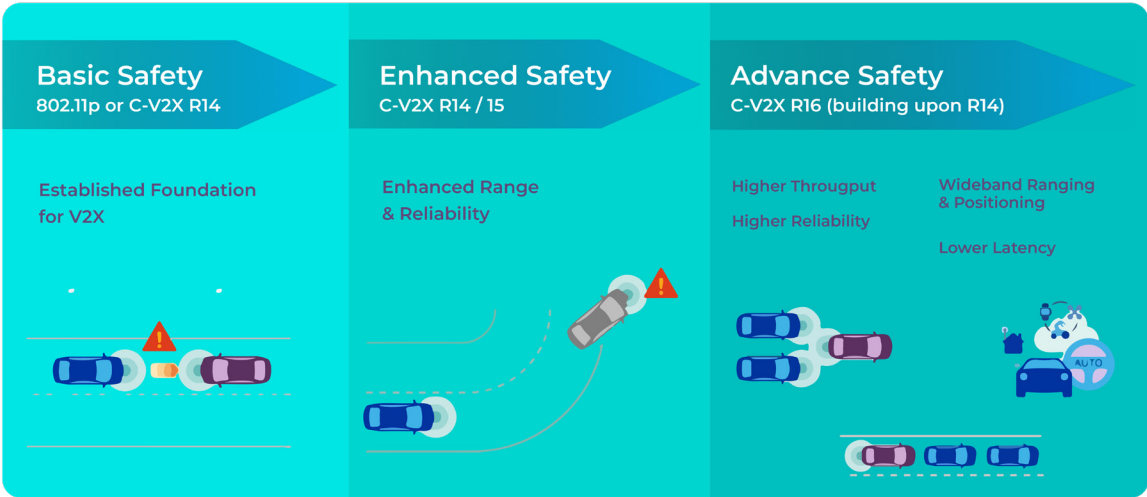 Basic Safety
802.11p or C-V2X R14
Established Foundation
for V2X
Enhanced Safety
C-V2X R14 / 15
Enhanced Range
& Reliability
Advance Safety
C-V2X R16 (building upon R14)
Higher Througput
Higher Reliability
Wideband Ranging
& Positioning
Lower Latency
AUTO